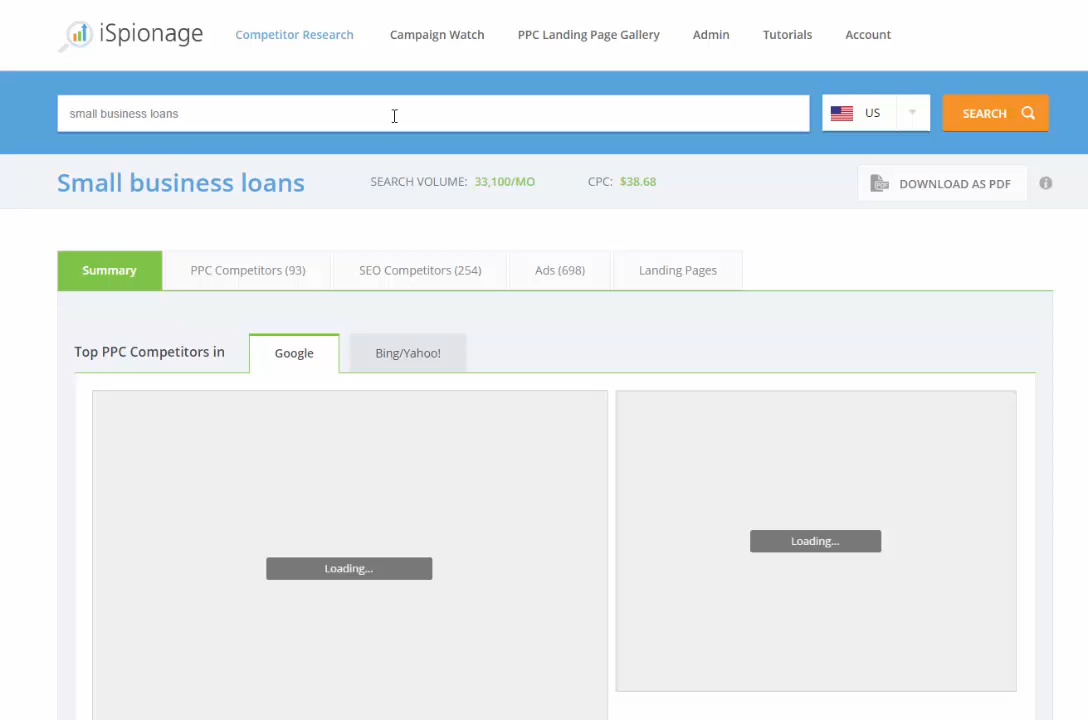 iSpionage
Competitor Research
Campaign Watch
PPC Landing Page Gallery
Admin
Tutorials
Account
small business loans
US
SEARCH
Small business loans
SEARCH VOLUME: 33,100/MO
CPC: $38.68
PDF
DOWNLOAD AS PDF
Summary
PPC Competitors (93)
SEO Competitors (254)
Ads (698)
Landing Pages
Top PPC Competitors in
Google
Bing/Yahoo!
Loading...
Loading...